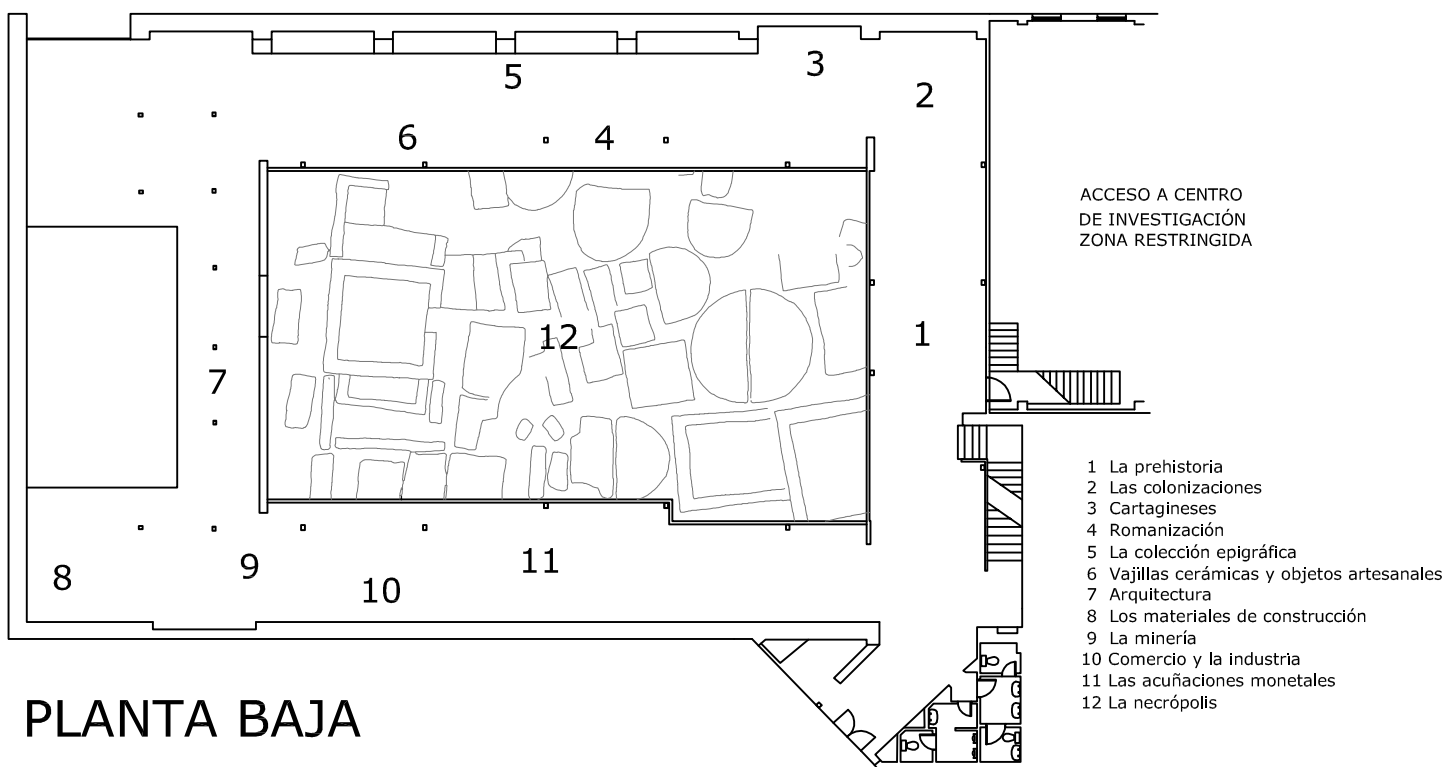 5
3
2
6
4
ACCESO A CENTRO
DE INVESTIGACIÓN
ZONA RESTRINGIDA
12
1
7
8
9
10
11
1 La prehistoria
2 Las colonizaciones
3 Cartagineses
4 Romanización
5 La colección epigráfica
6 Vajillas cerámicas y objetos artesanales
7 Arquitectura
8 Los materiales de construcción
9 La minería
10 Comercio y la industria
11 Las acuñaciones monetales
12 La necrópolis
PLANTA BAJA